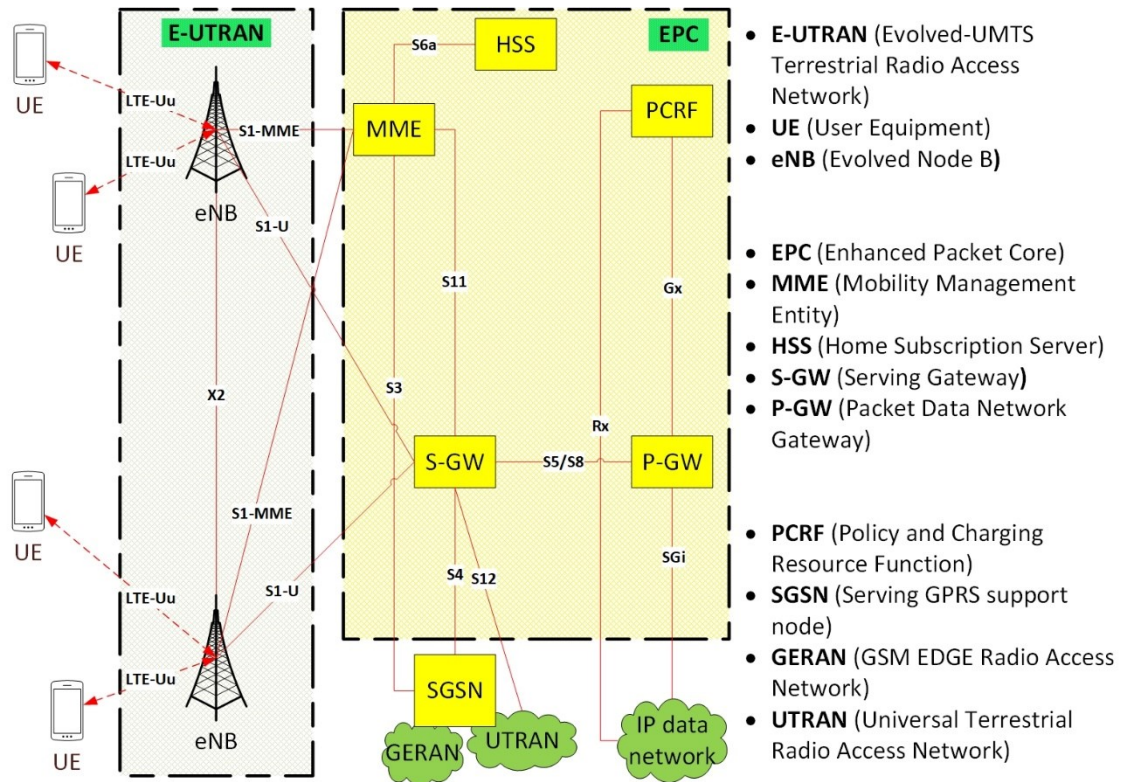 E-UTRAN
EPC
UE
LTE-Uu
LTE-Uu
UE
eNB
S1-MME
S1-U
X2
S1-MME
S1-U
UE
LTE-Uu
LTE-Uu
UE
eNB
S6a
HSS
MME
PCRF
S11
Gx
S3
Rx
S-GW
S5/S8
P-GW
S4
S12
SGi
SGSN
GERAN
UTRAN
IP data
network
• E-UTRAN (Evolved-UMTS
Terrestrial Radio Access
Network)
• UE (User Equipment)
• eNB (Evolved Node B)
• EPC (Enhanced Packet Core)
• MME (Mobility Management
Entity)
• HSS (Home Subscription Server)
• S-GW (Serving Gateway)
• P-GW (Packet Data Network
Gateway)
• PCRF (Policy and Charging
Resource Function)
• SGSN (Serving GPRS support
node)
• GERAN (GSM EDGE Radio Access
Network)
• UTRAN (Universal Terrestrial
Radio Access Network)